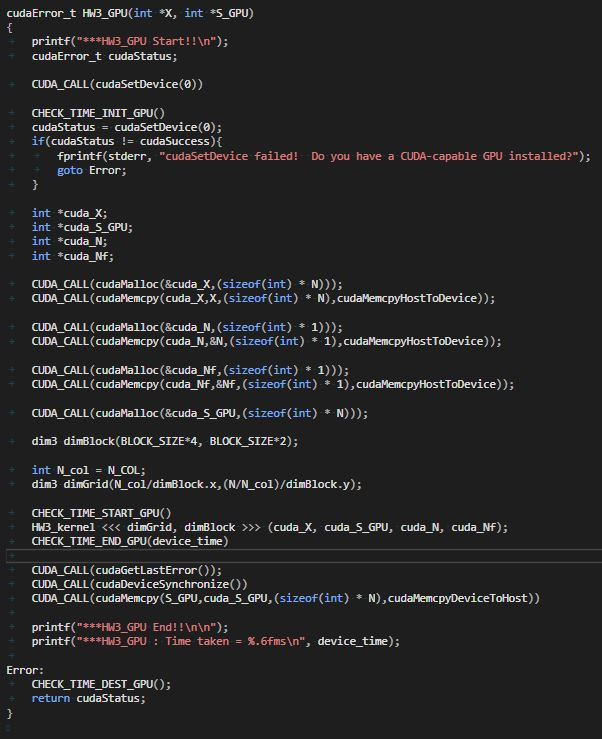 cudaError_t HW3_GPU(int *X, int *S_GPU)
{
printf("***HW3_GPU Start!!\n");
cudaError_t cudaStatus;
CUDA_CALL(cudaSetDevice(0))
CHECK_TIME_INIT_GPU()
cudaStatus = cudaSetDevice(0);
if(cudaStatus != cudaSuccess){
fprintf(stderr, "cudaSetDevice failed!  Do you have a CUDA-capable GPU installed?");
goto Error;
}
int *cuda_X;
int *cuda_S_GPU;
int *cuda_N;
int *cuda_Nf;
CUDA_CALL(cudaMalloc(&cuda_X,(sizeof(int) * N)));
CUDA_CALL(cudaMemcpy(cuda_X,X,(sizeof(int) * N),cudaMemcpyHostToDevice));
CUDA_CALL(cudaMalloc(&cuda_N,(sizeof(int) * 1)));
CUDA_CALL(cudaMemcpy(cuda_N,&N,(sizeof(int) * 1),cudaMemcpyHostToDevice));
CUDA_CALL(cudaMalloc(&cuda_Nf,(sizeof(int) * 1)));
CUDA_CALL(cudaMemcpy(cuda_Nf,&Nf,(sizeof(int) * 1),cudaMemcpyHostToDevice));
CUDA_CALL(cudaMalloc(&cuda_S_GPU,(sizeof(int) * N)));
dim3 dimBlock(BLOCK_SIZE*4, BLOCK_SIZE*2);
int N_col = N_COL;
dim3 dimGrid(N_col/dimBlock.x,(N/N_col)/dimBlock.y);
CHECK_TIME_START_GPU()
HW3_kernel <<< dimGrid, dimBlock >>> (cuda_X, cuda_S_GPU, cuda_N, cuda_Nf);
CHECK_TIME_END_GPU(device_time)
CUDA_CALL(cudaGetLastError());
CUDA_CALL(cudaDeviceSynchronize())
CUDA_CALL(cudaMemcpy(S_GPU,cuda_S_GPU,(sizeof(int) * N),cudaMemcpyDeviceToHost))
printf("***HW3_GPU End!!\n\n");
printf("***HW3_GPU : Time taken = %.6fms\n", device_time);
Error:
CHECK_TIME_DEST_GPU();
return cudaStatus;
}